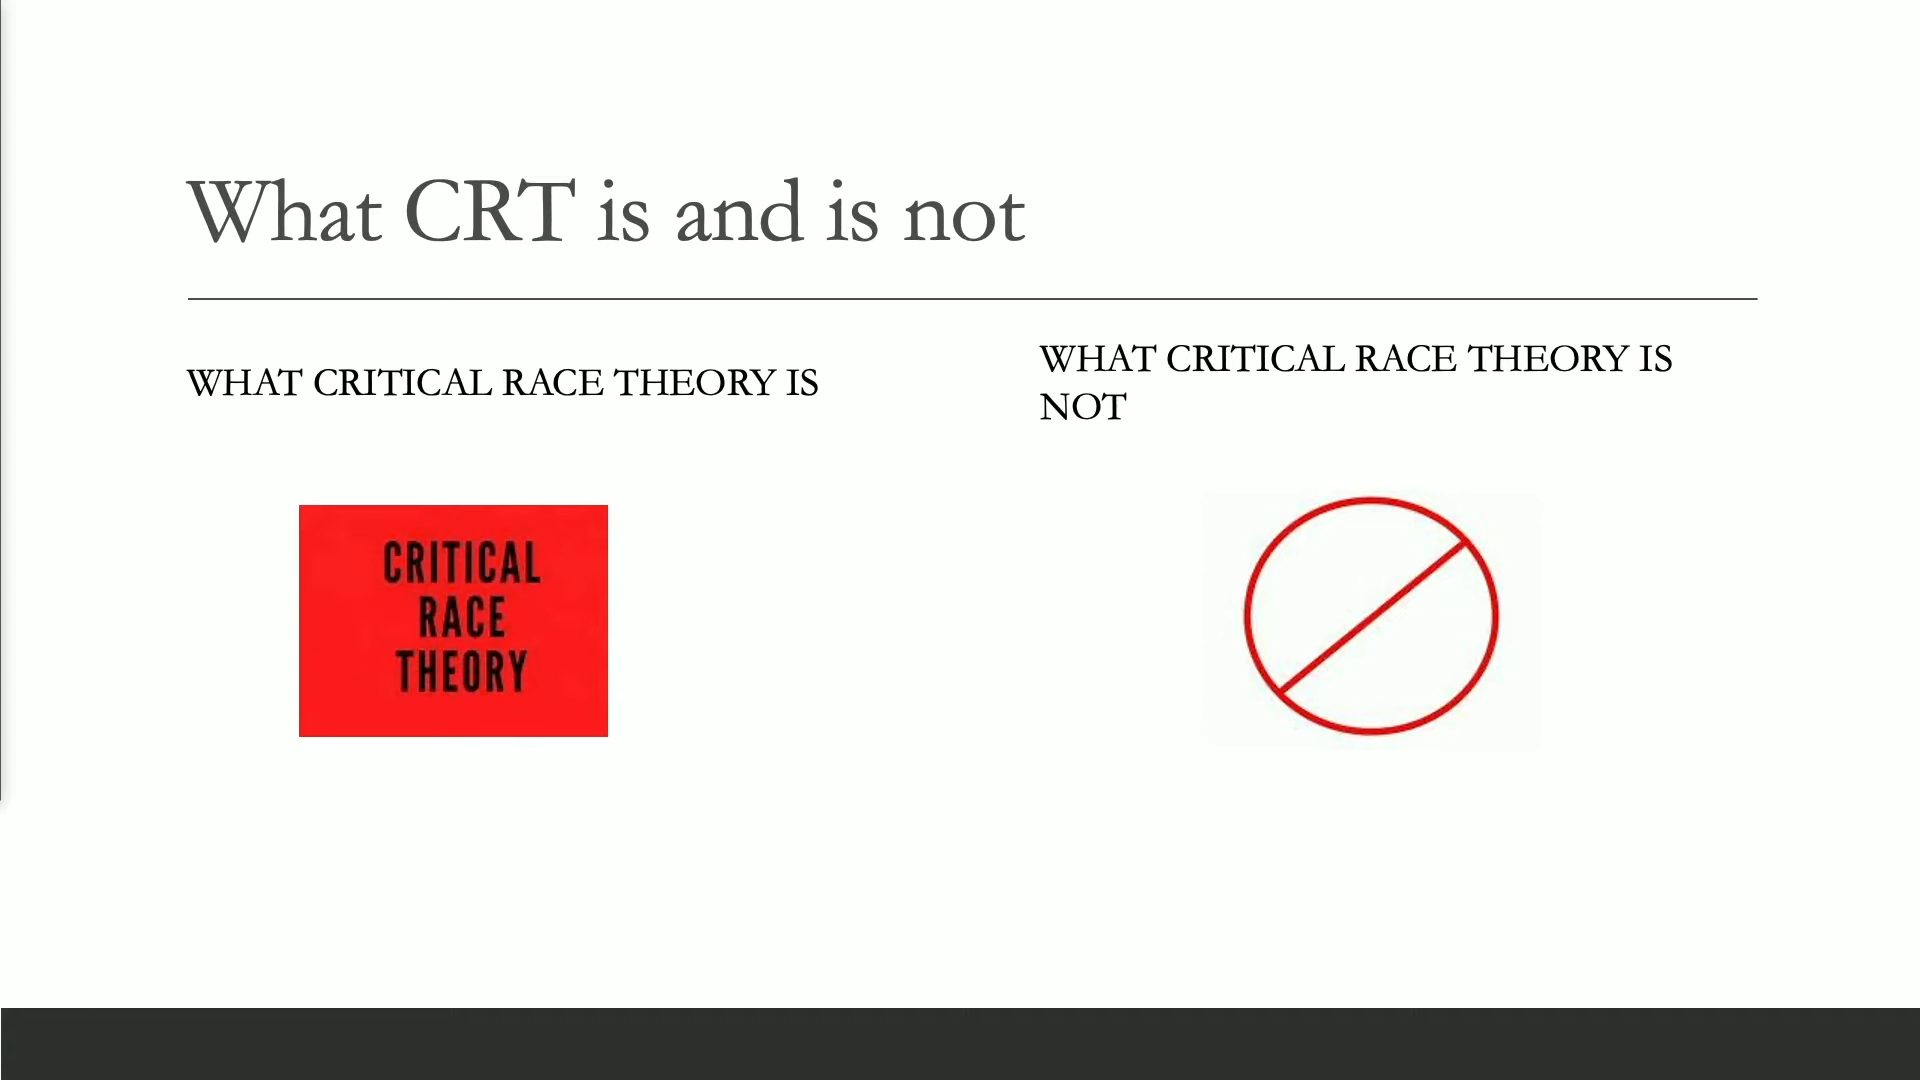 What CRT is and is not
WHAT CRITICAL RACE THEORY IS
WHAT CRITICAL RACE THEORY IS
NOT
CRITICAL
RACE
THEORY